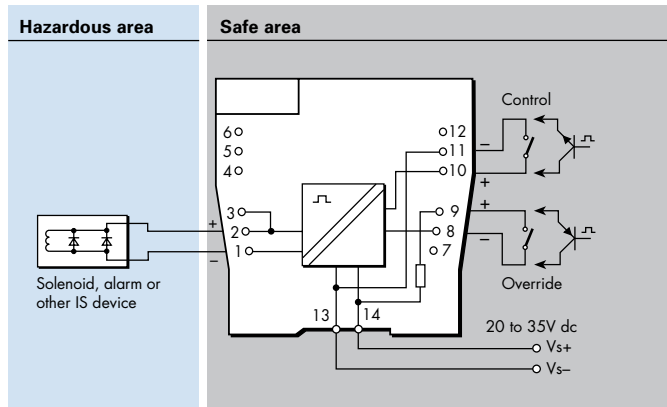 Hazardous area
Safe area
Control
6
5
4
3
2
1
12
11
10
9
8
7
–
+
+
–
+
–
Solenoid, alarm or
other IS device
Override
13
14
20 to 35V dc
Vs+
Vs–